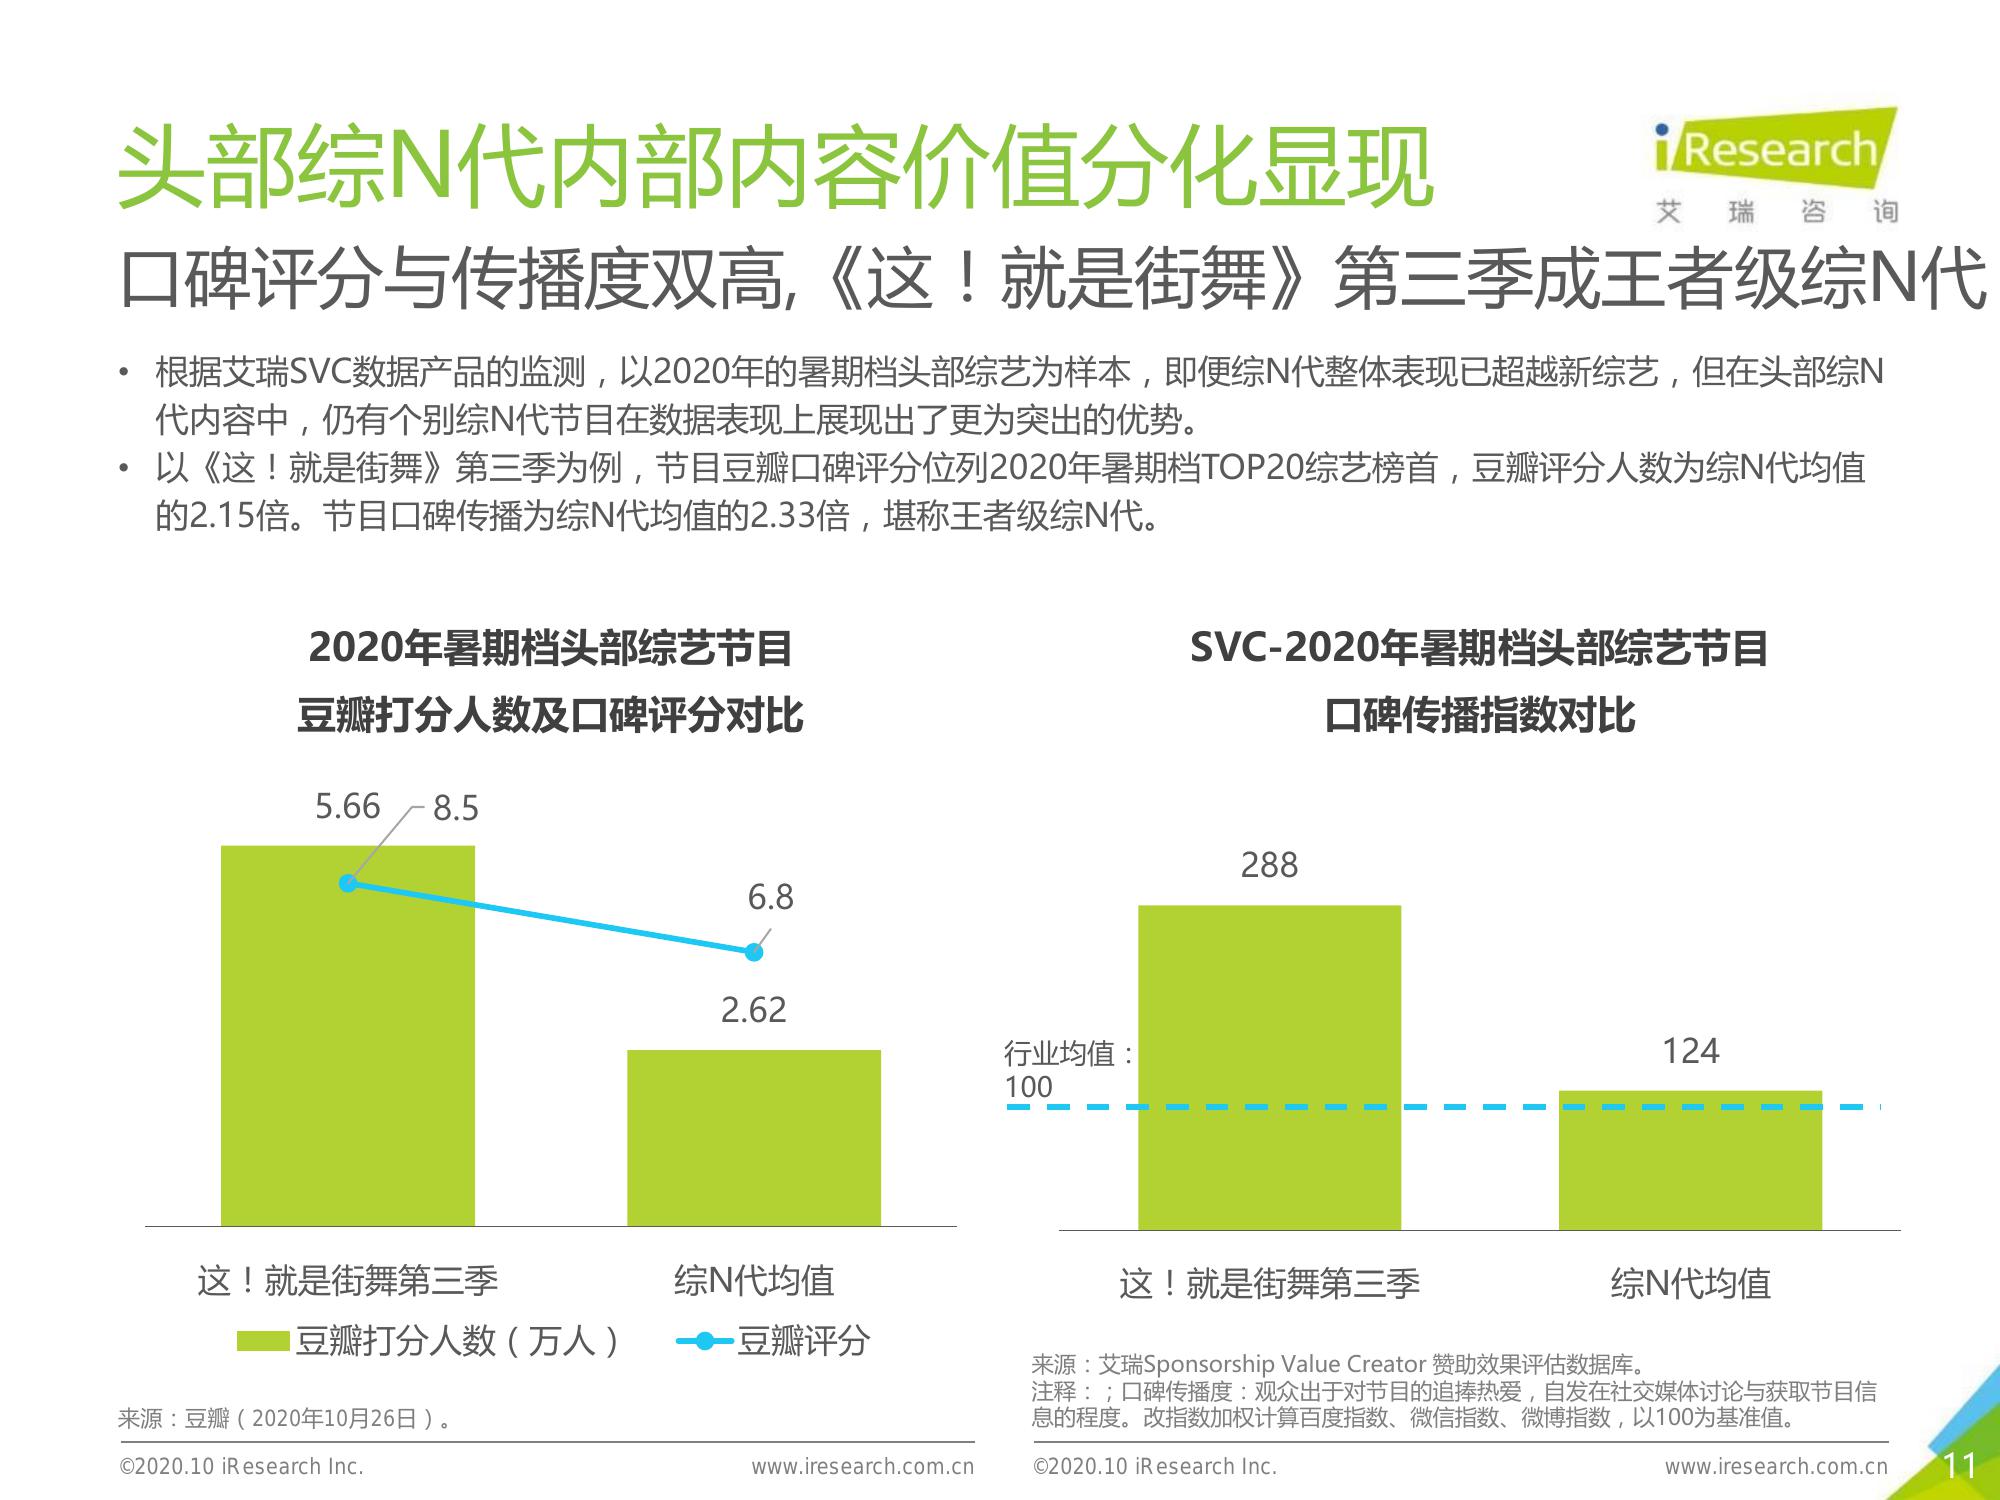 头部综N代内部内容价值分化显现
iResearch
艾瑞咨询
口碑评分与传播度双高,《这！就是街舞》第三季成王者级综N代
• 根据艾瑞SVC数据产品的监测，以2020年的暑期档头部综艺为样本，即便综N代整体表现已超越新综艺，但在头部综N
代内容中，仍有个别综N代节目在数据表现上展现出了更为突出的优势。
• 以《这！就是街舞》第三季为例，节目豆瓣口碑评分位列2020年暑期档TOP20综艺榜首，豆瓣评分人数为综N代均值
的2.15倍。节目口碑传播为综N代均值的2.33倍，堪称王者级综N代。
2020年暑期档头部综艺节目
豆瓣打分人数及口碑评分对比
5.66
8.5
6.8
2.62
这！就是街舞第三季
综N代均值
豆瓣打分人数（万人）
豆瓣评分
来源：豆瓣（2020年10月26日）。
©2020.10 iResearch Inc.
www.iresearch.com.cn
SVC-2020年暑期档头部综艺节目
口碑传播指数对比
288
行业均值：
100
124
这！就是街舞第三季
综N代均值
来源：艾瑞Sponsorship Value Creator 赞助效果评估数据库。
注释：；口碑传播度：观众出于对节目的追捧热爱，自发在社交媒体讨论与获取节目信
息的程度。改指数加权计算百度指数、微信指数、微博指数，以100为基准值。
©2020.10 iResearch Inc.
www.iresearch.com.cn
11